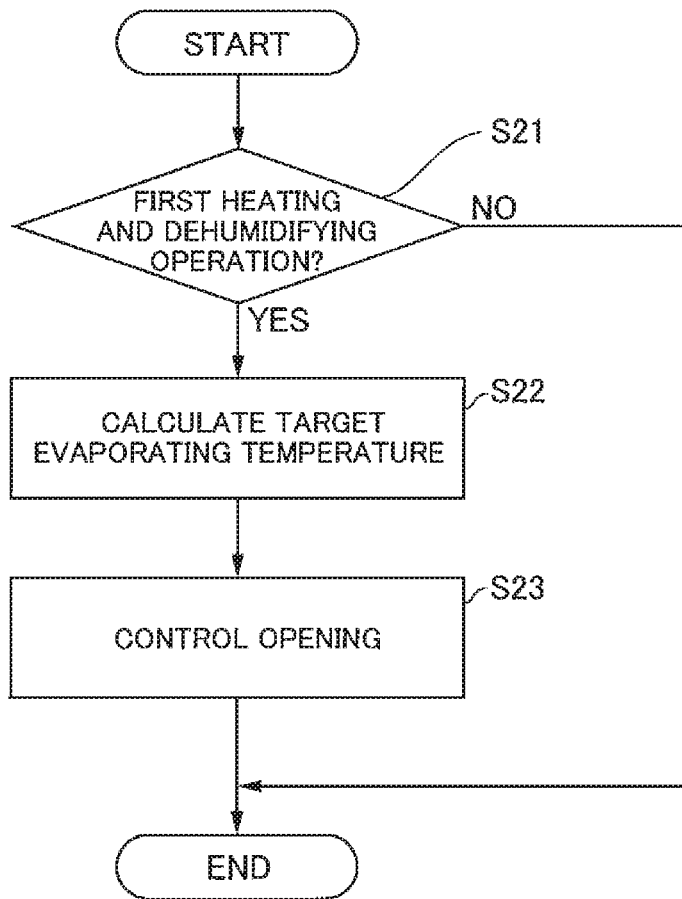 START
S21
FIRST HEATING
AND DEHUMIDIFYING
OPERATION?
NO
YES
S22
CALCULATE TARGET
EVAPORATING TEMPERATURE
S23
CONTROL OPENING
END